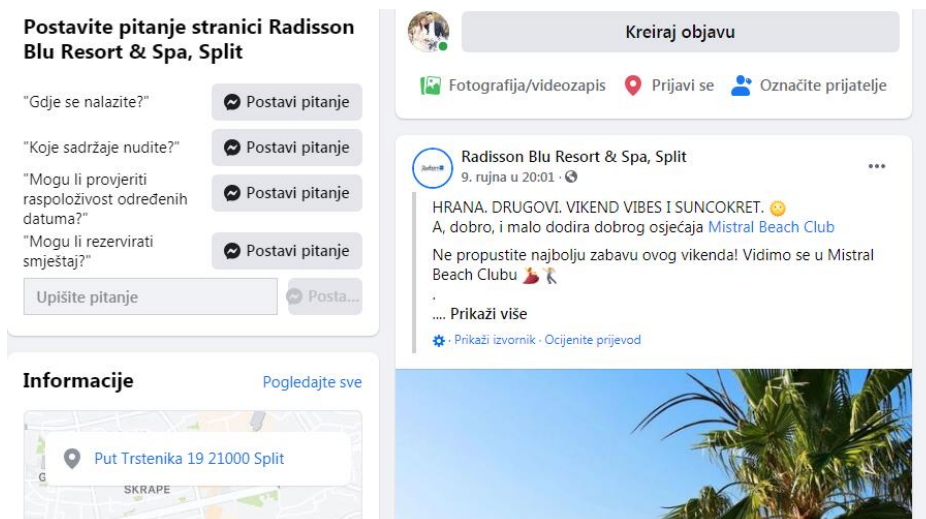 Postavite pitanje stranici Radisson
Blu Resort & Spa, Split
"Gdje se nalazite?"
Postavi pitanje
"Koje sadržaje nudite?"
Postavi pitanje
"Mogu li provjeriti
raspoloživost određenih
datuma?"
Postavi pitanje
"Mogu li rezervirati
smještaj?"
Postavi pitanje
Upišite pitanje
Posta...
Informacije
Pogledajte sve
Put Trstenika 19 21000 Split
G
SKRAPE
Kreiraj objavu
Fotografija/videozapis
Prijavi se
Označite prijatelje
Radisson Blu Resort & Spa, Split
9. rujna u 20:01 ·
HRANA. DRUGOVI. VIKEND VIBES I SUNCOKRET. 🌝
A, dobro, i malo dodira dobrog osjećaja Mistral Beach Club
Ne propustite najbolju zabavu ovog vikenda! Vidimo se u Mistral
Beach Clubu 💃🕺
.
.... Prikaži više
· Prikaži izvornik · Ocijenite prijevod